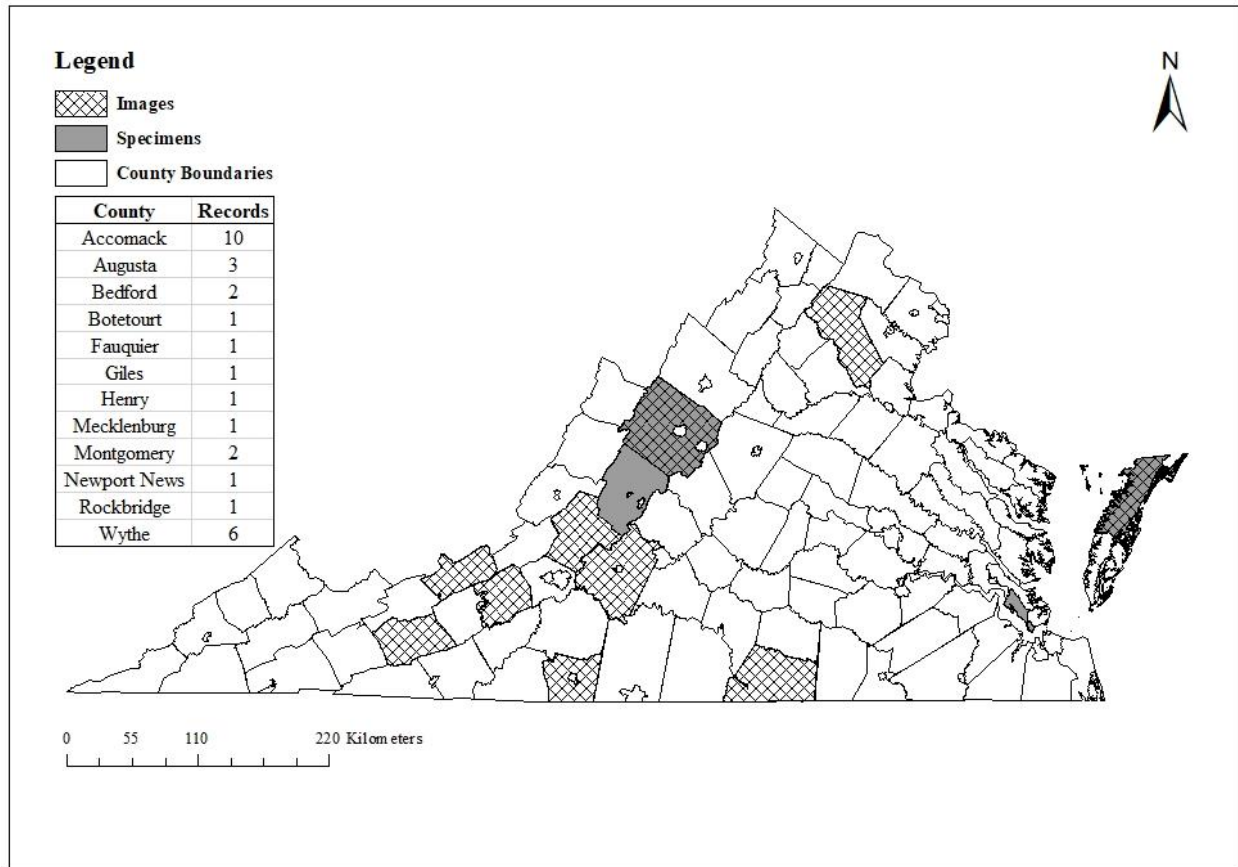 Legend
Images
Specimens
County Boundaries
County Records
Accomack 10
Augusta 3
Bedford 2
Botetourt 1
Fauquier 1
Giles 1
Henry 1
Mecklenburg 1
Montgomery 2
Newport News 1
Rockbridge 1
Wythe 6
N
0 55 110 220 Kilometers